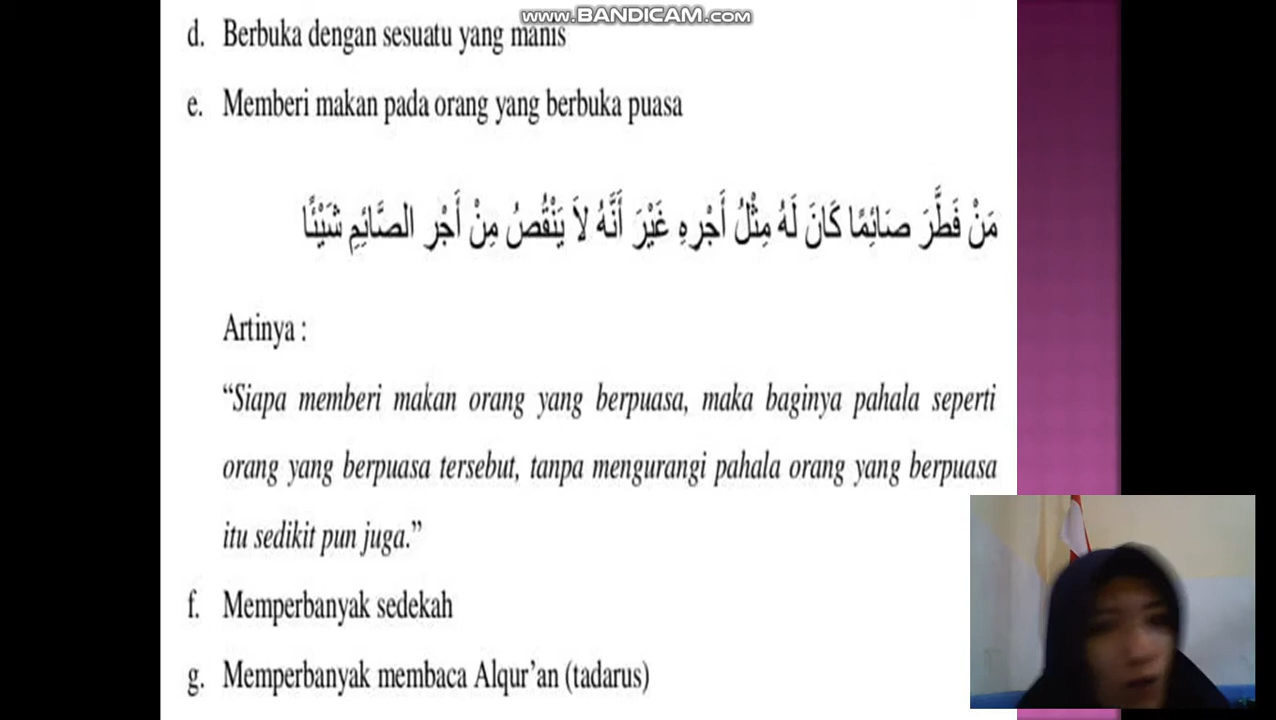 www.BANDICAM.com
d. Berbuka dengan sesuatu yang manis
e. Memberi makan pada orang yang berbuka puasa
مَنْ فَطَّرَ صَائِمًا كَانَ لَهُ مِثْلُ أَجْرِهِ غَيْرَ أَنَّهُ لاَ يَنْقُصُ مِنْ أَجْرِ الصَّائِمِ شَيْئًا
Artinya :
“Siapa memberi makan orang yang berpuasa, maka baginya pahala seperti
orang yang berpuasa tersebut, tanpa mengurangi pahala orang yang berpuasa
itu sedikit pun juga.”
f. Memperbanyak sedekah
g. Memperbanyak membaca Alqur’an (tadarus)